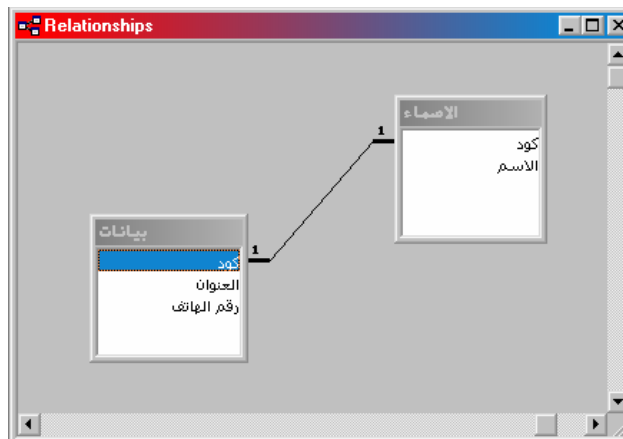 Relationships
الاسماء
1
كود
الاسم
بيانات
1
كود
العنوان
رقم الهاتف